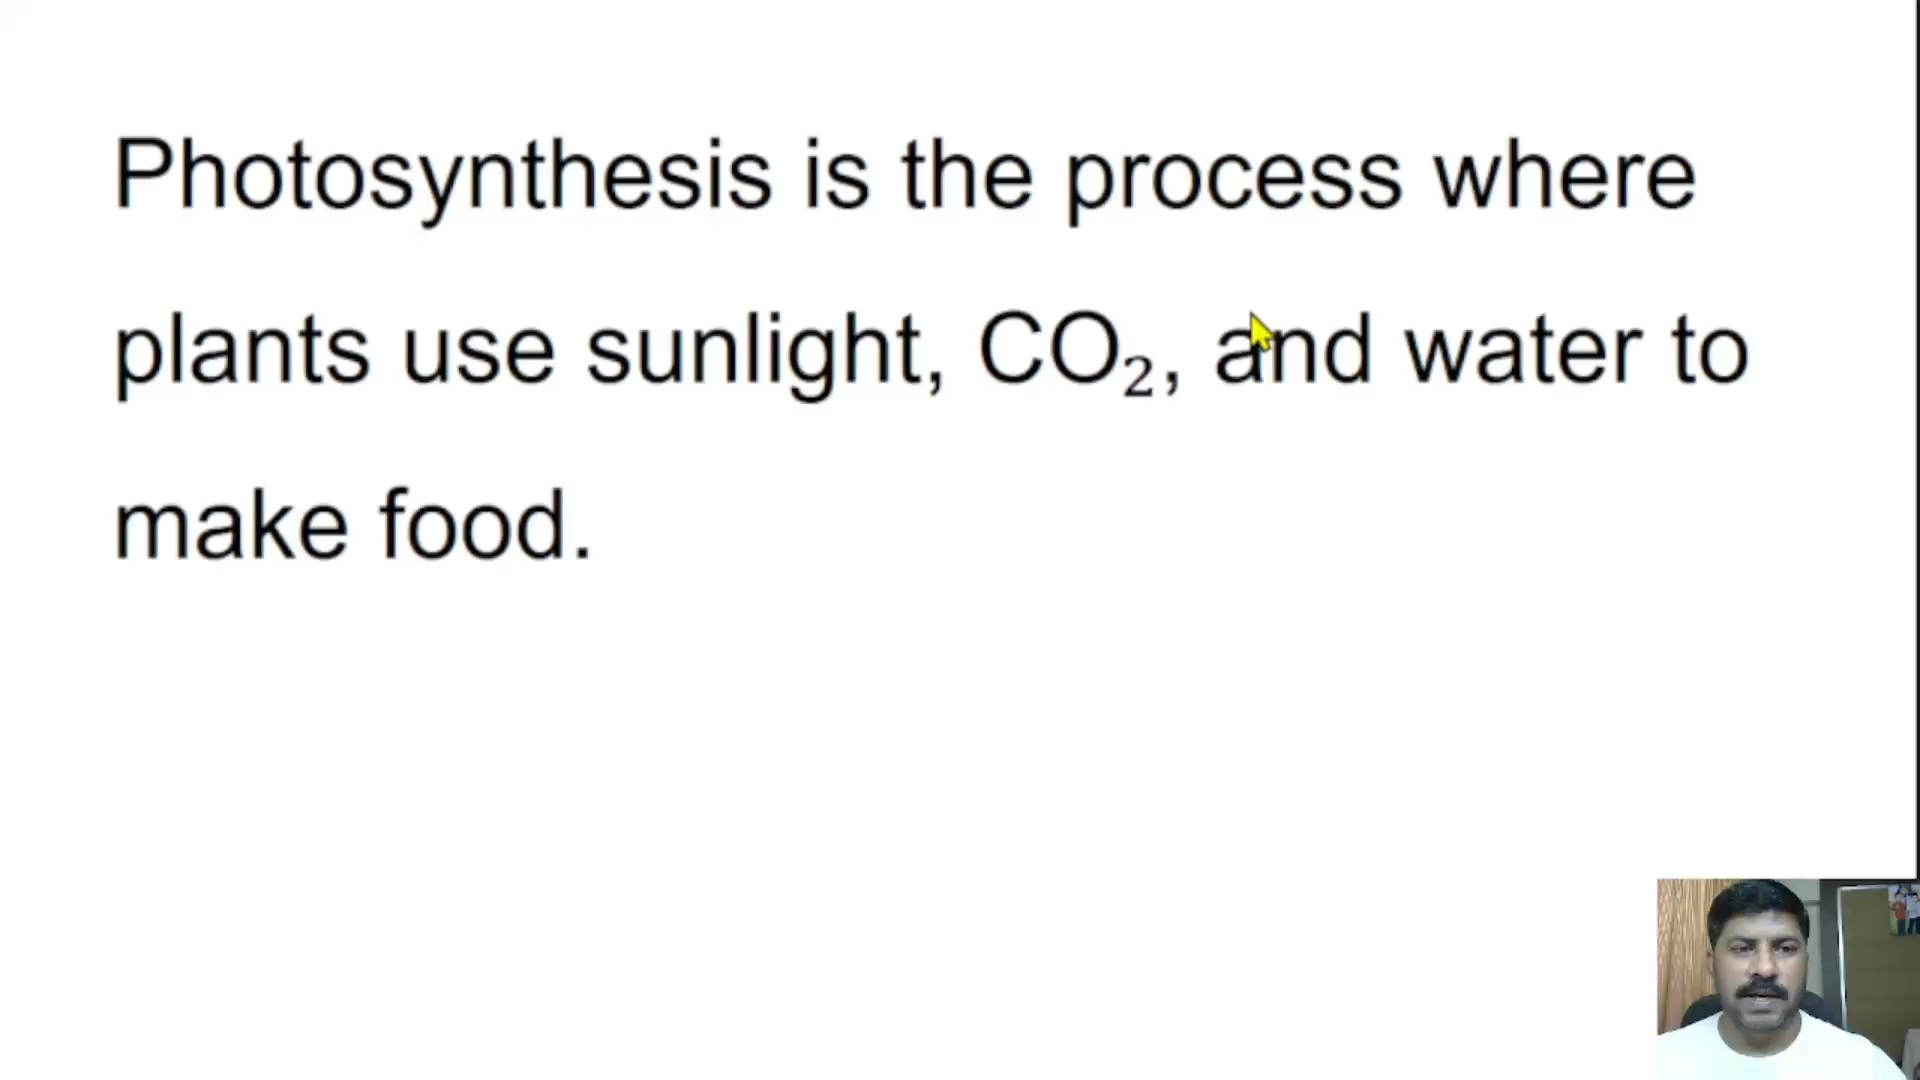 Photosynthesis is the process where
plants use sunlight, CO₂, and water to
make food.